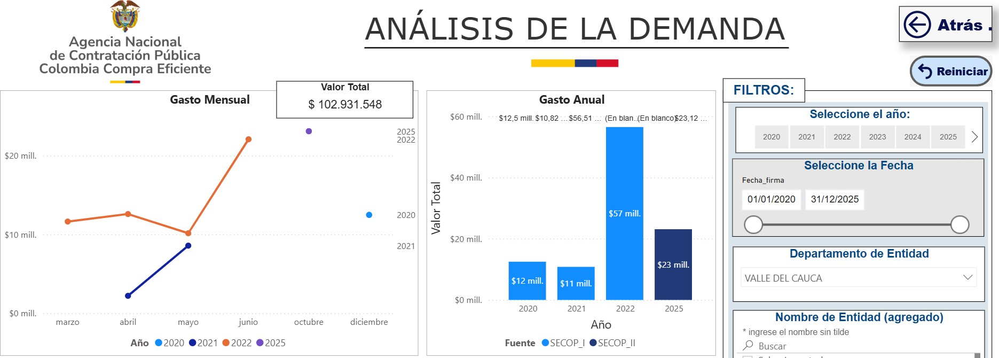 Agencia Nacional
de Contratación Pública
Colombia Compra Eficiente
ANÁLISIS DE LA DEMANDA
Atrás .
Reiniciar
Gasto Mensual
Valor Total
$ 102.931.548
2025
2022
$20 mill.
2020
$10 mill.
2021
$0 mill.
marzo abril mayo junio octubre diciembre
Año 2020 2021 2022 2025
Gasto Anual
$60 mill.
$12,5 mill. $10,82 ... $56,51 ... (En blan... (En blanco) $23,12 ...
$40 mill.
Valor Total
$57 mill.
$20 mill.
$23 mill.
$12 mill.
$11 mill.
$0 mill.
2020 2021 2022 2025
Año
Fuente SECOP_I SECOP_II
FILTROS:
Seleccione el año:
2020 2021 2022 2023 2024 2025
Seleccione la Fecha
Fecha_firma
01/01/2020 31/12/2025
Departamento de Entidad
VALLE DEL CAUCA
Nombre de Entidad (agregado)
* ingrese el nombre sin tilde
Buscar